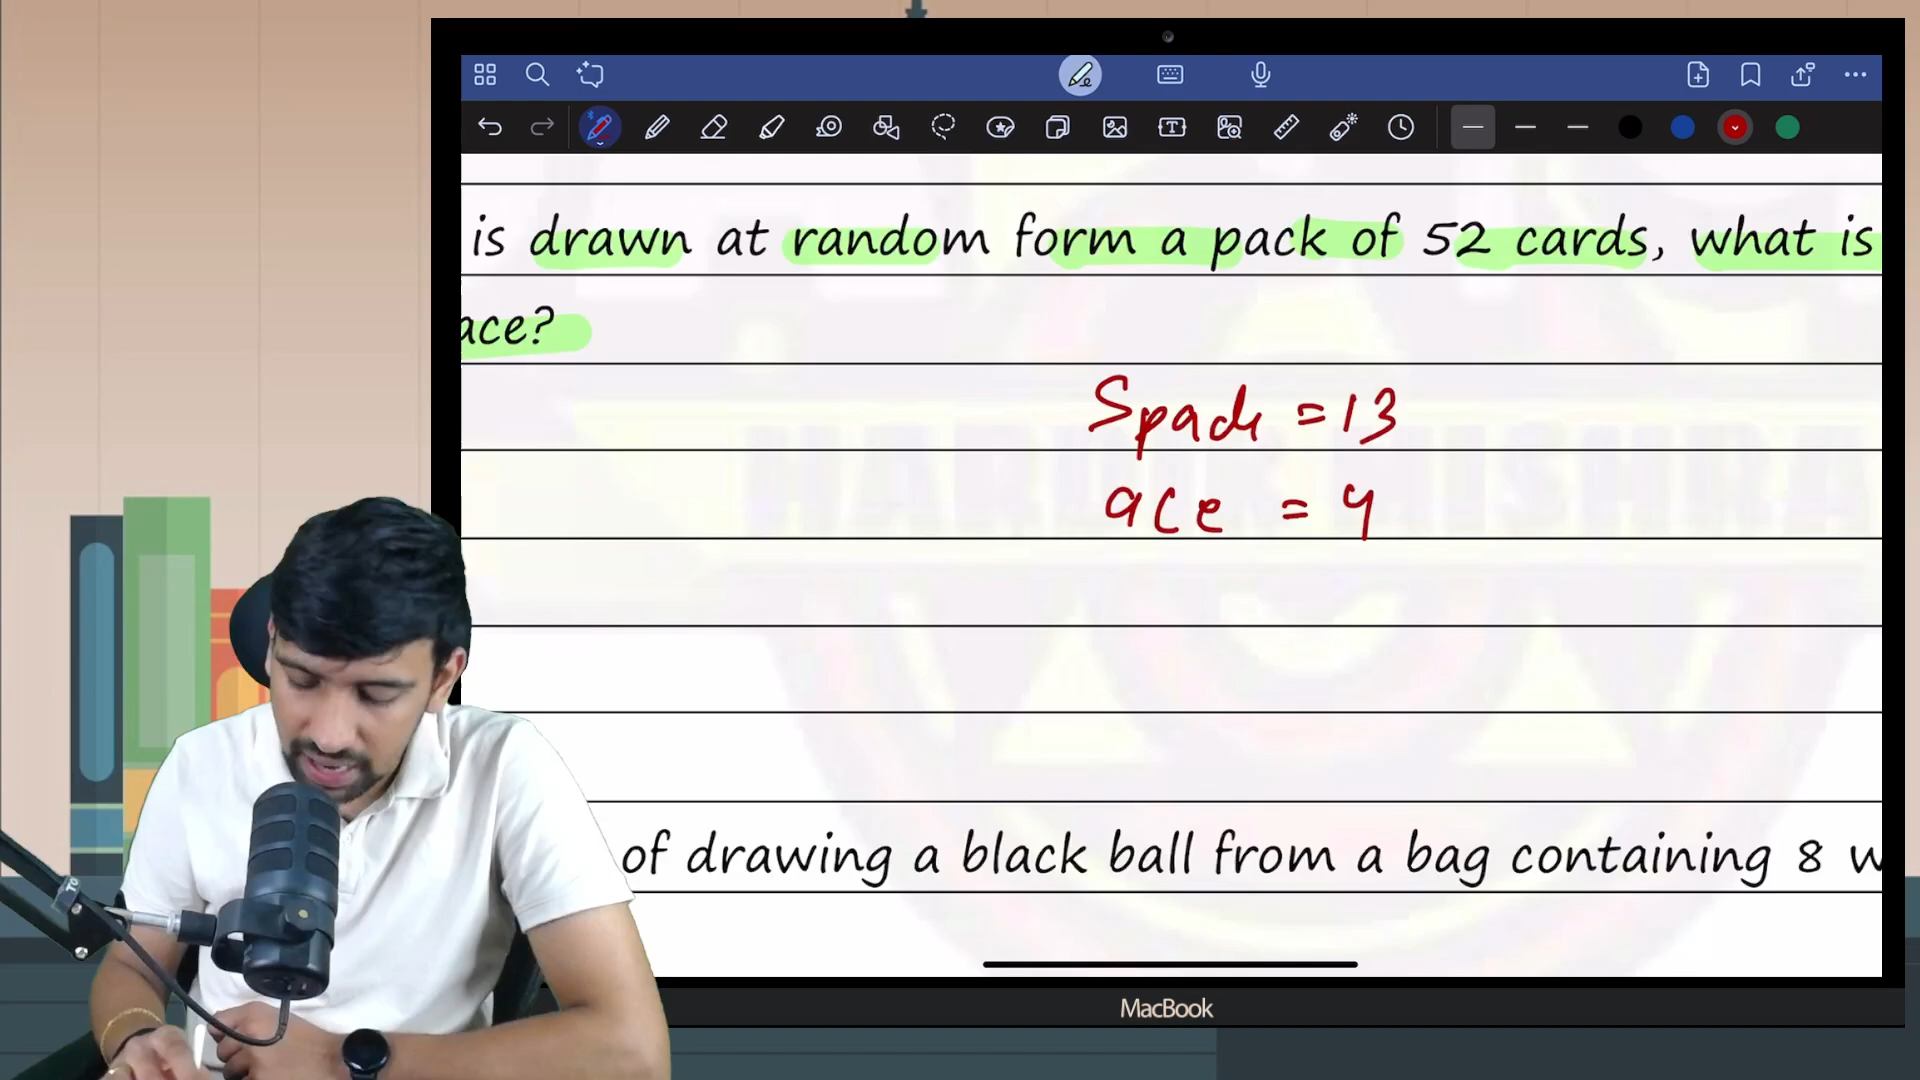 is drawn at random form a pack of 52 cards, what is
ace?
Spade = 13
ace = 4
of drawing a black ball from a bag containing 8 w
MacBook